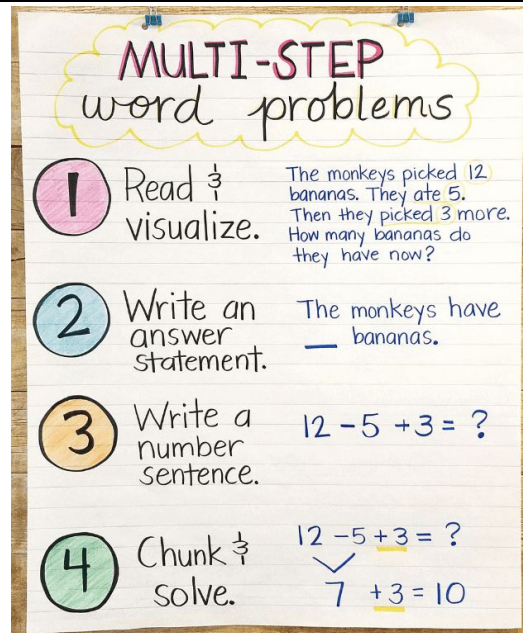 MULTI-STEP
word problems
1
Read &
visualize.
The monkeys picked 12
bananas. They ate 5.
Then they picked 3 more.
How many bananas do
they have now?
2
Write an
answer
statement.
The monkeys have
__ bananas.
3
Write a
number
sentence.
12 - 5 + 3 = ?
4
Chunk &
solve.
12 - 5 + 3 = ?
7 + 3 = 10